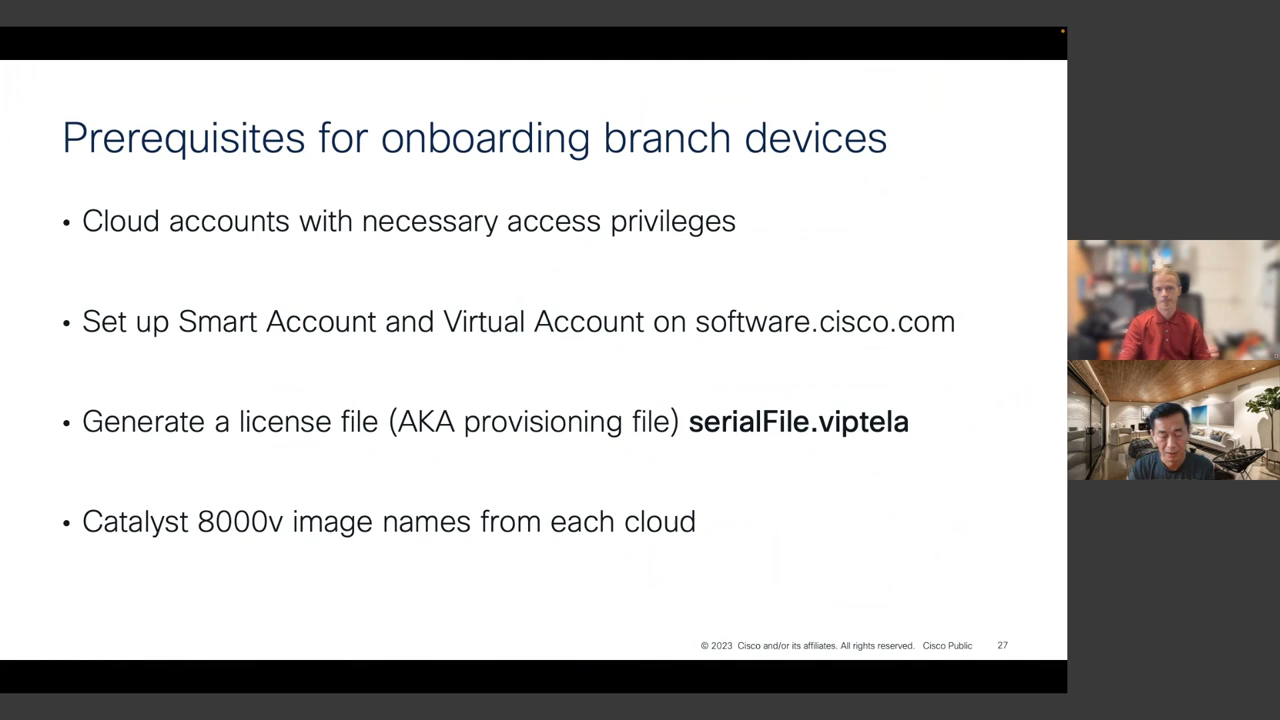 Prerequisites for onboarding branch devices
• Cloud accounts with necessary access privileges
• Set up Smart Account and Virtual Account on software.cisco.com
• Generate a license file (AKA provisioning file) serialFile.viptela
• Catalyst 8000v image names from each cloud
© 2023 Cisco and/or its affiliates. All rights reserved. Cisco Public 27